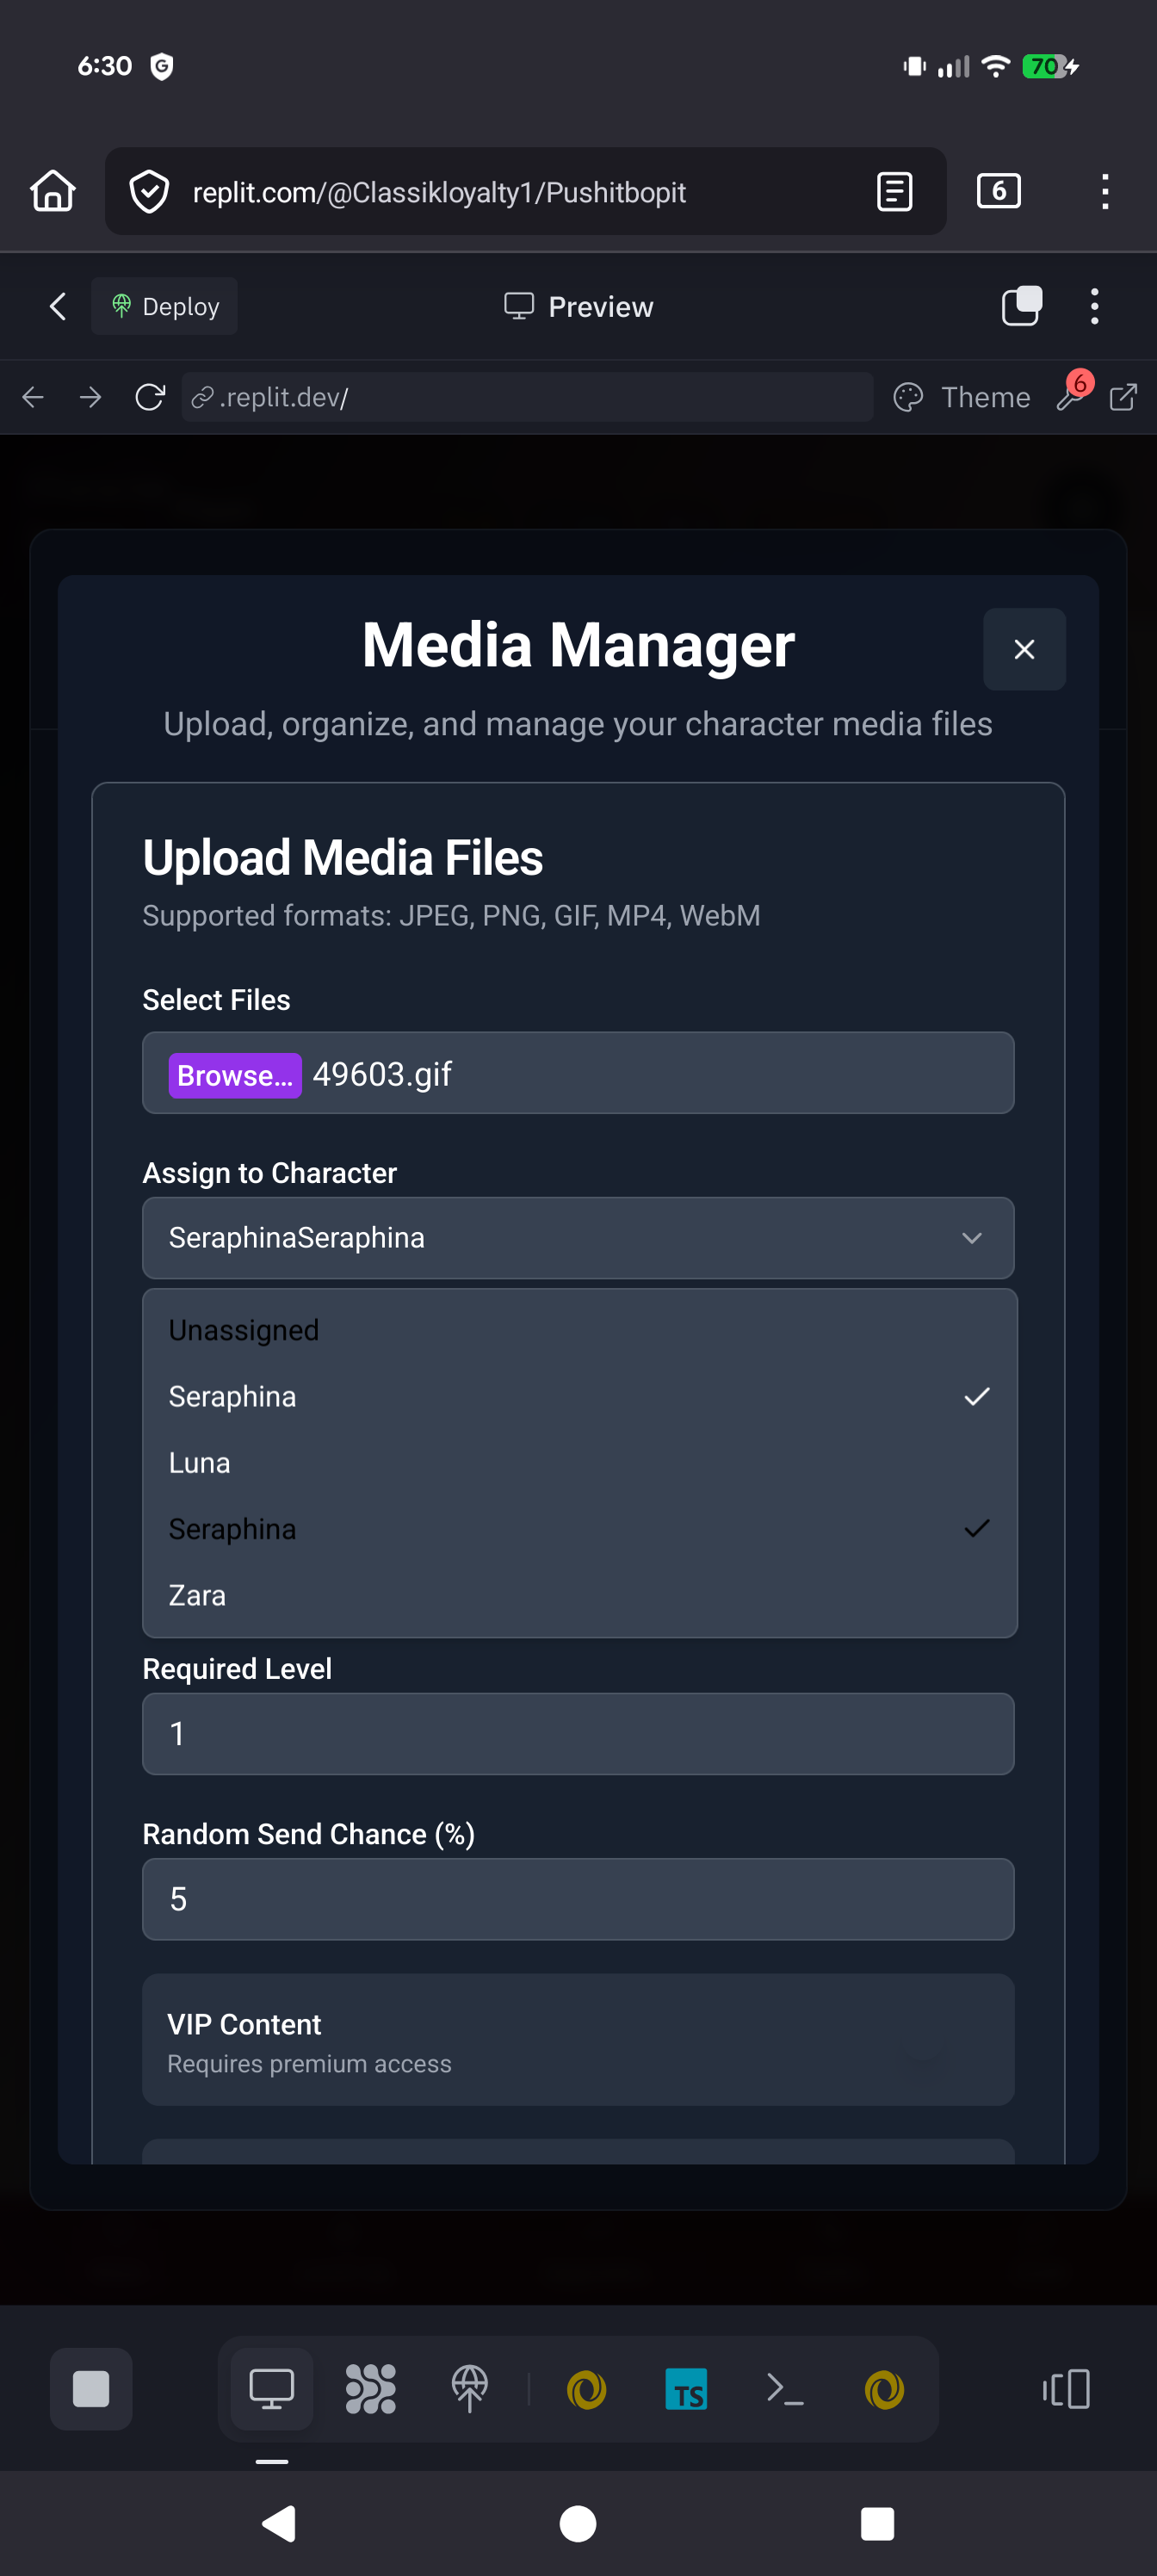 6:30
70
replit.com/@Classikloyalty1/Pushitbopit
6
Deploy
Preview
.replit.dev/
Theme
6
Media Manager
Upload, organize, and manage your character media files
Upload Media Files
Supported formats: JPEG, PNG, GIF, MP4, WebM
Select Files
Browse... 49603.gif
Assign to Character
SeraphinaSeraphina
Unassigned
Seraphina
Luna
Seraphina
Zara
Required Level
1
Random Send Chance (%)
5
VIP Content
Requires premium access
TS